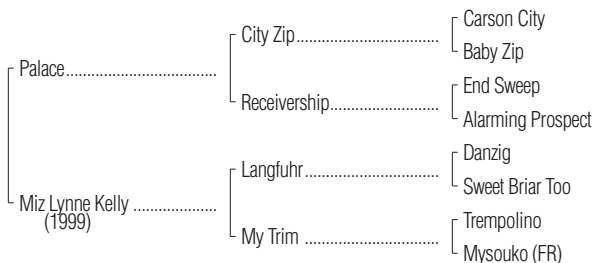 Carson City
City Zip
Baby Zip
Palace
End Sweep
Receivership
Alarming Prospect
Danzig
Langfuhr
Sweet Briar Too
Miz Lynne Kelly
(1999)
Trempolino
My Trim
Mysouko (FR)